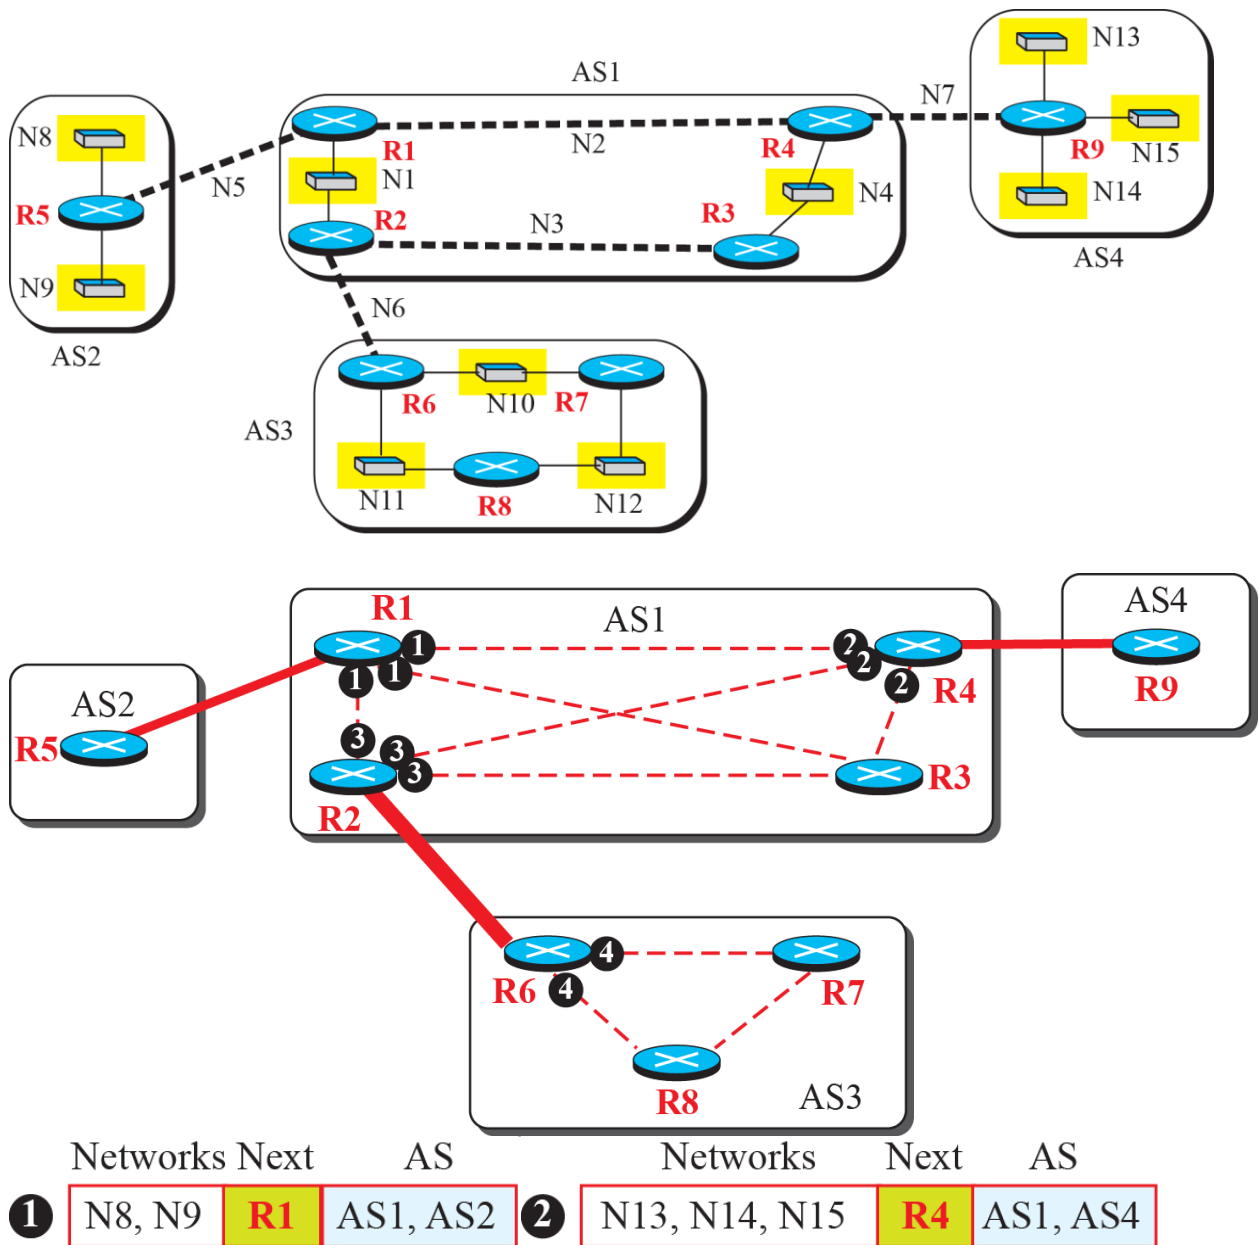 N13
AS1
N7
N8
R1
N2
R4
R9
N15
N5
N1
N4
N14
R5
R2
N3
R3
N9
AS4
N6
AS2
R6
N10
R7
AS3
N11
R8
N12
R1
AS1
AS4
1
2
1
1
2
2
R4
R9
AS2
R5
3
3
3
R3
R2
4
R6
4
R7
R8
AS3
Networks Next AS Networks Next AS
1 N8, N9 R1 AS1, AS2 2 N13, N14, N15 R4 AS1, AS4